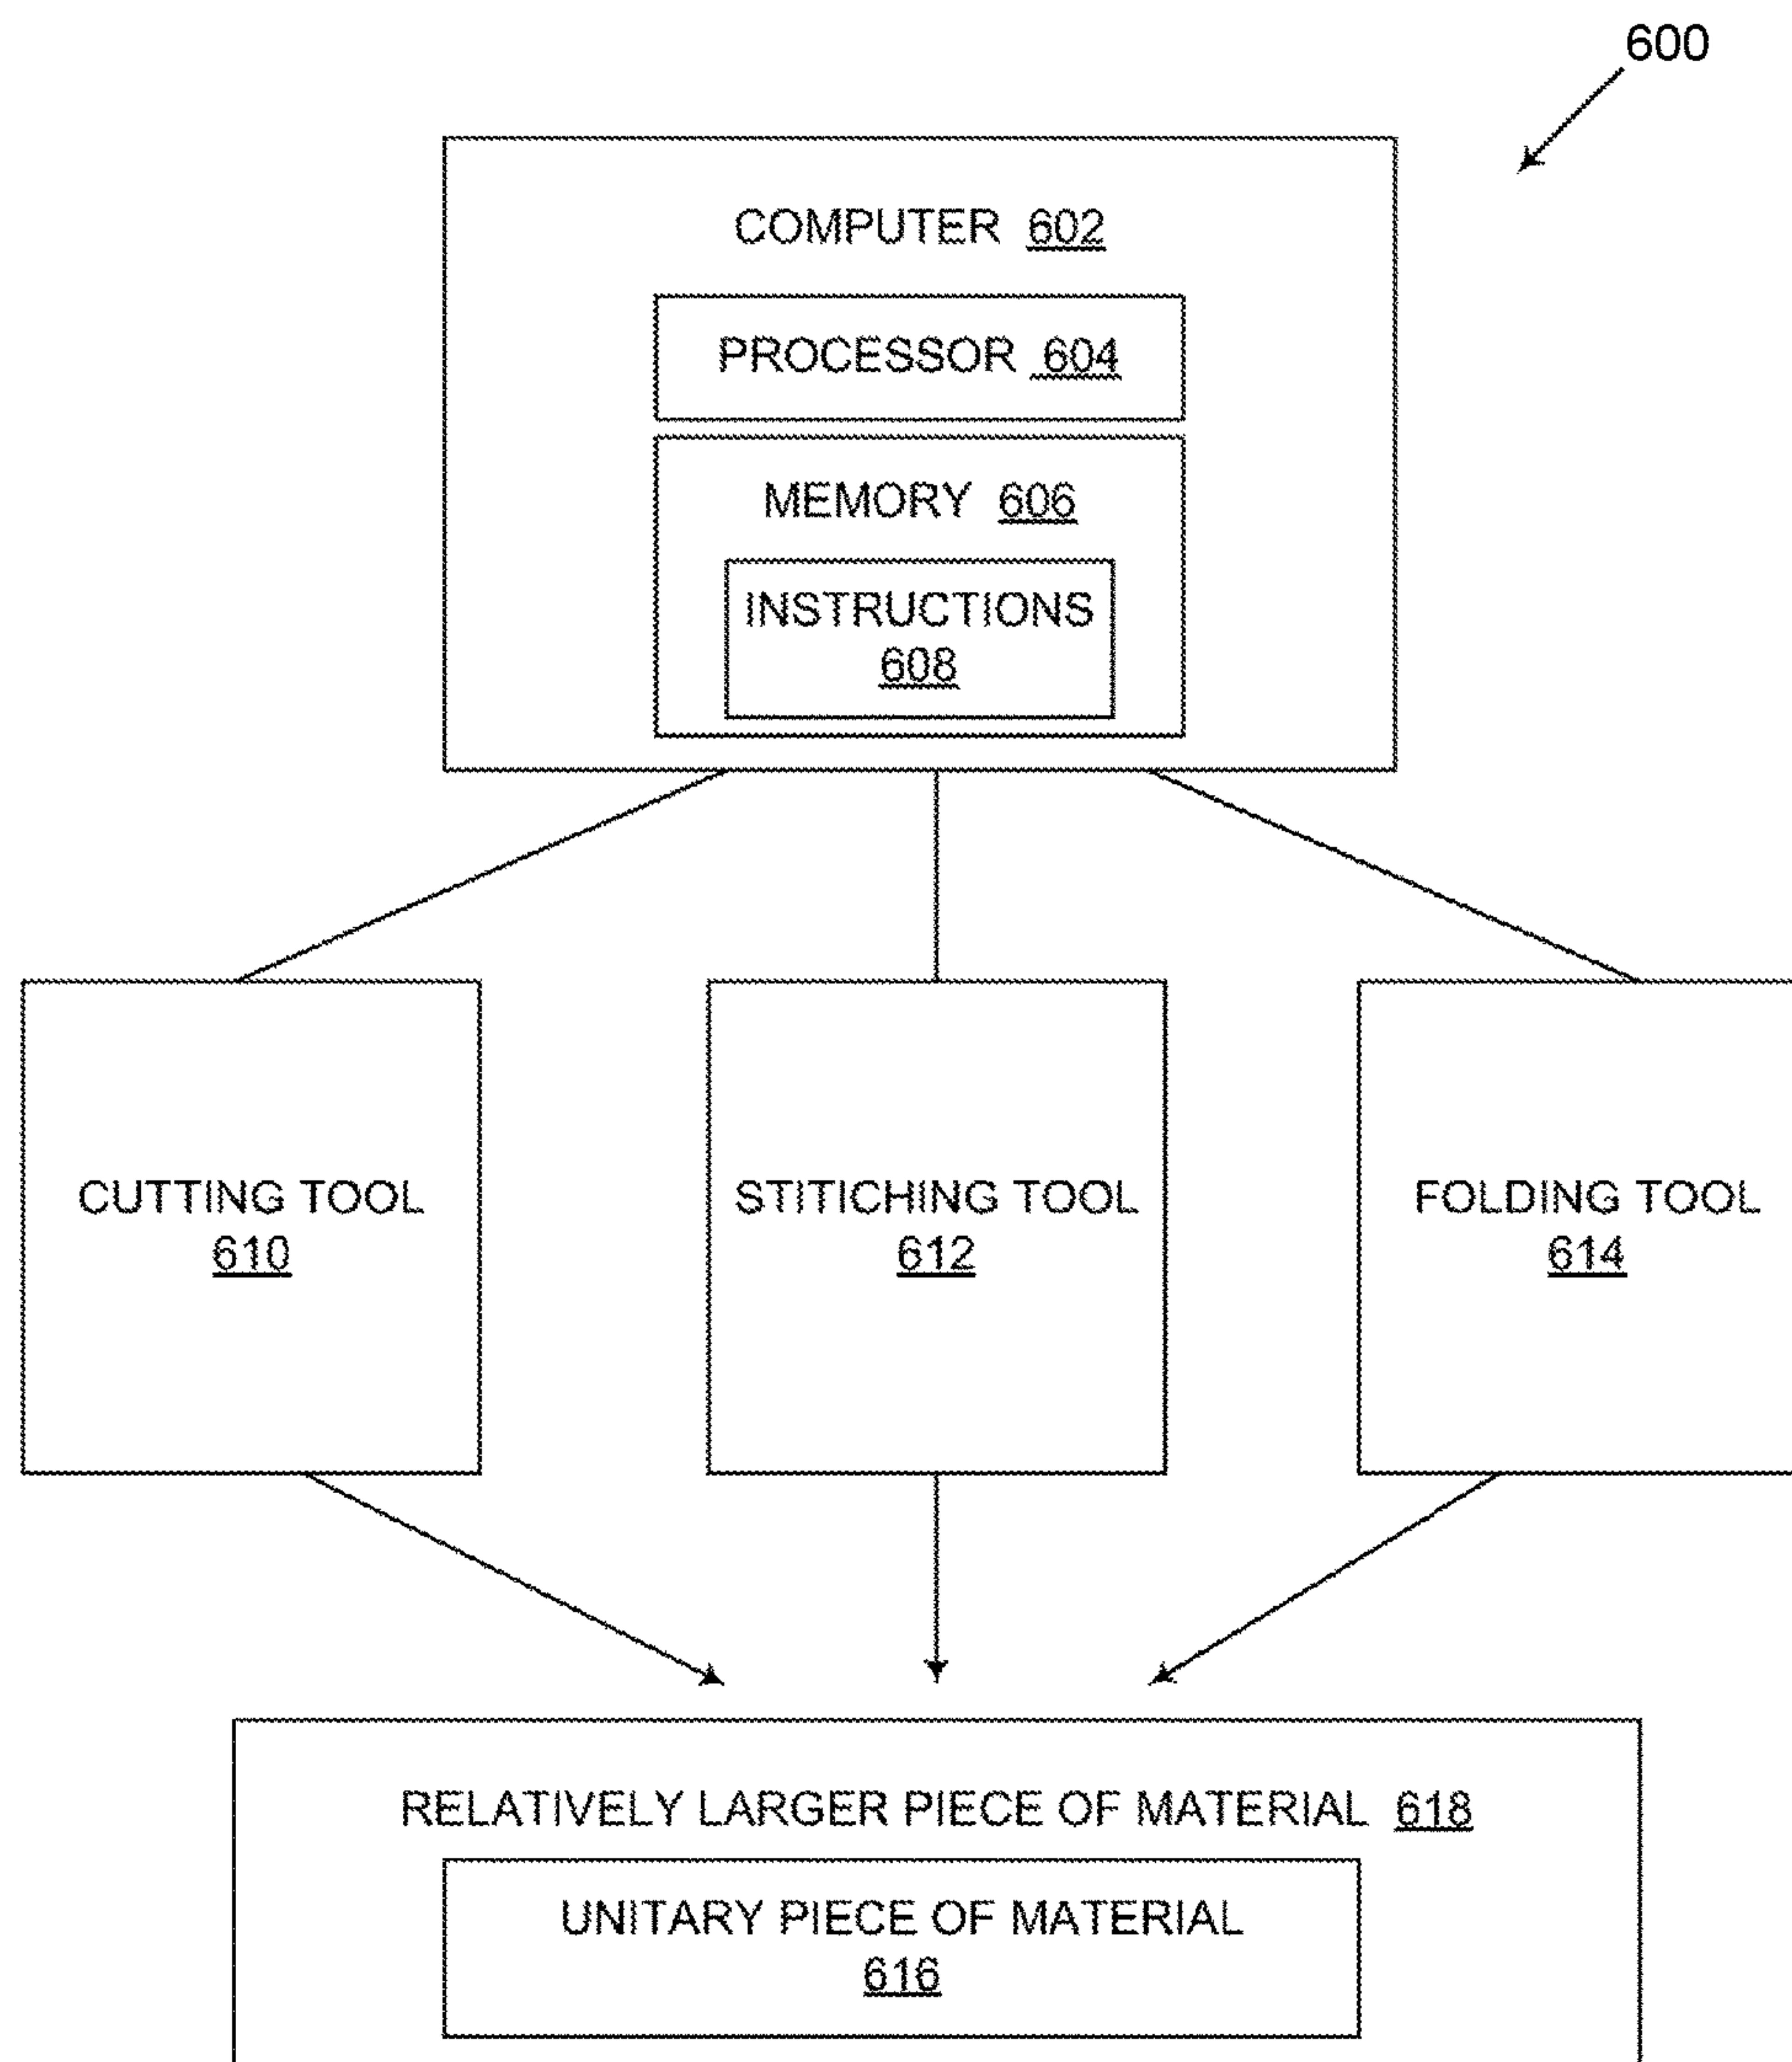 600
COMPUTER 602
PROCESSOR 604
MEMORY 606
INSTRUCTIONS
608
CUTTING TOOL
610
STITICHING TOOL
612
FOLDING TOOL
614
RELATIVELY LARGER PIECE OF MATERIAL 618
UNITARY PIECE OF MATERIAL
616